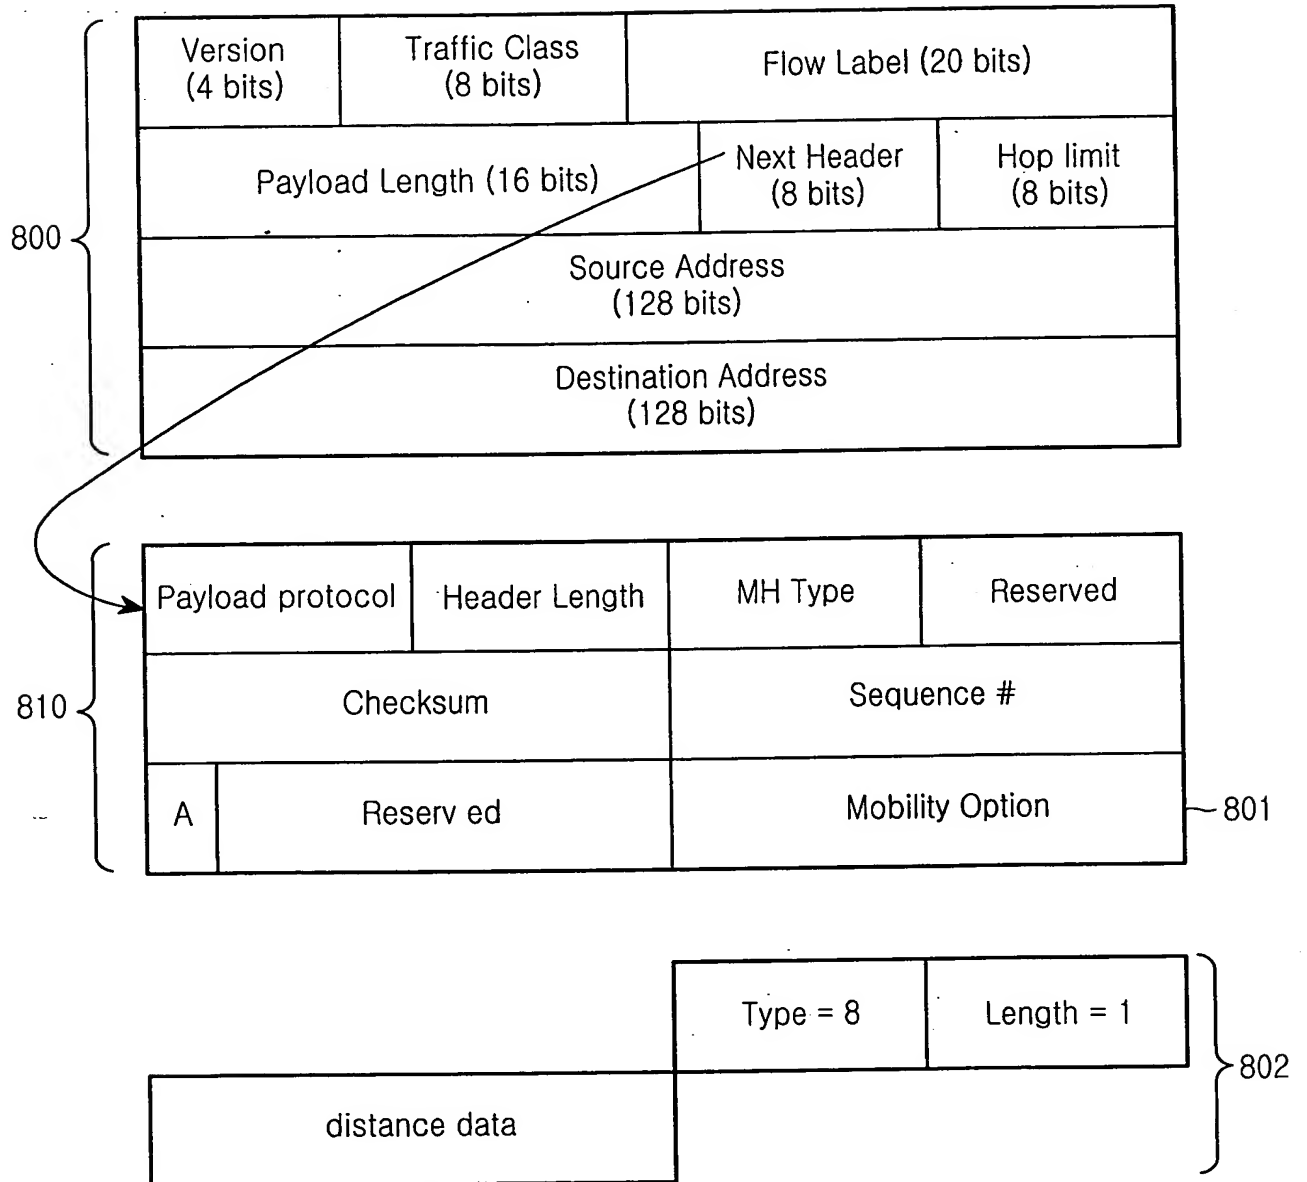 Version
(4 bits)
Traffic Class
(8 bits)
Flow Label (20 bits)
Payload Length (16 bits)
Next Header
(8 bits)
Hop limit
(8 bits)
800
Source Address
(128 bits)
Destination Address
(128 bits)
Payload protocol
Header Length
MH Type
Reserved
810
Checksum
Sequence #
A
Reserv ed
Mobility Option
801
Type = 8
Length = 1
802
distance data